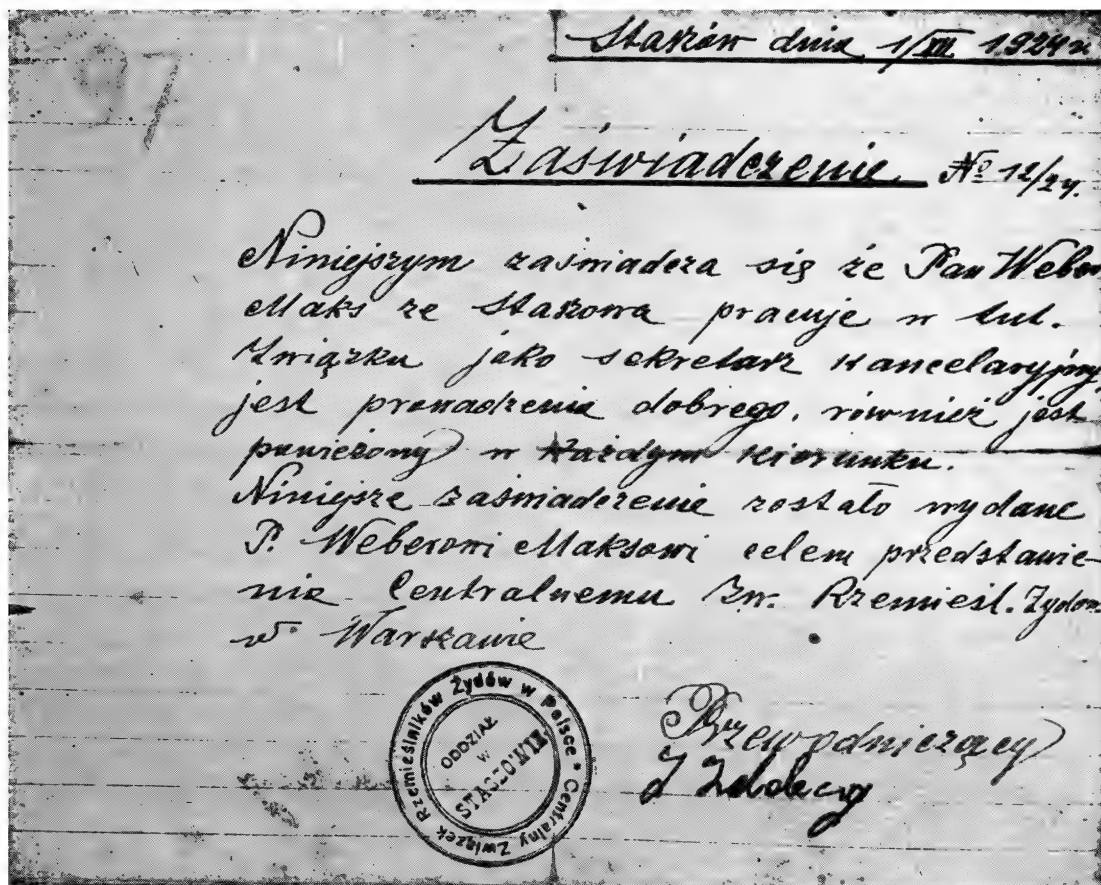 Staszów dnia 1/XII 1924 r
Zaświadczenie № 12/24.
Niniejszym zaświadcza się że Pan Weber
Maks ze Staszowa pracuje w tut.
Związku jako sekretarz kancelaryjny,
jest prowadzenia dobrego, również jest
poważony w każdym kierunku.
Niniejsze zaświadczenie zostało wydane
P. Weberowi Maksowi celem przedstawie-
nia Centralnemu Zw. Rzemieśl. Żydow
w Warszawie
Centralny Związek Rzemieślników Żydów w Polsce *
ODDZIAŁ
w
STASZOWIE
Przewodniczący